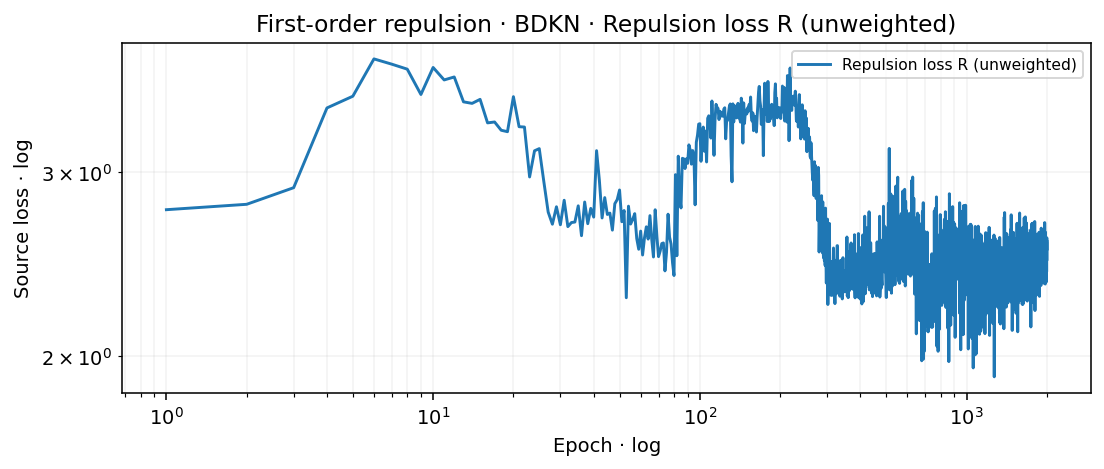 First-order repulsion · BDKN · Repulsion loss R (unweighted)
Repulsion loss R (unweighted)
Source loss · log
3 × 10⁰
2 × 10⁰
10⁰ 10¹ 10² 10³
Epoch · log